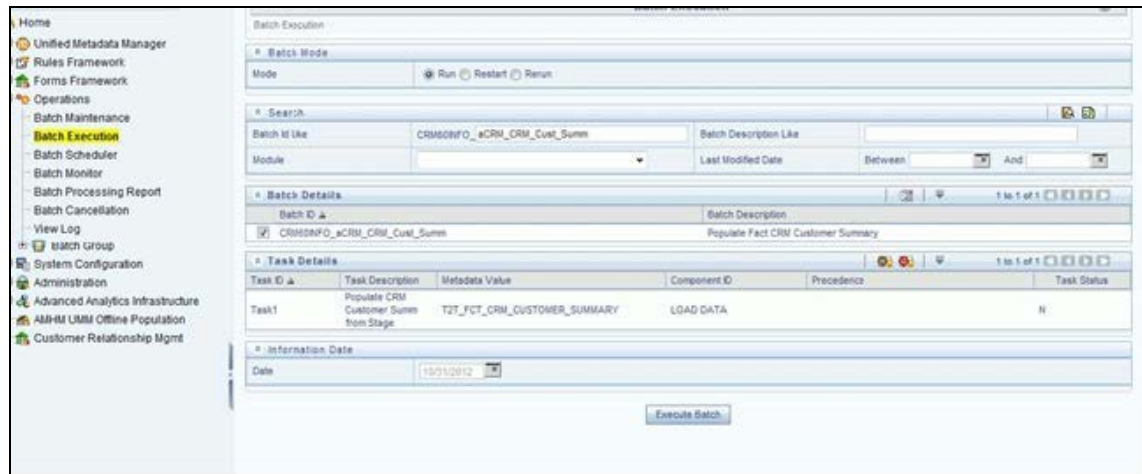 Home
Unified Metadata Manager
Rules Framework
Forms Framework
Operations
Batch Maintenance
Batch Execution
Batch Scheduler
Batch Monitor
Batch Processing Report
Batch Cancellation
View Log
Batch Group
System Configuration
Administration
Advanced Analytics Infrastructure
AMHM UMM Offline Population
Customer Relationship Mgmt
Batch Execution
Batch Mode
Mode Run Restart Rerun
Search
Batch Id Like CRM60INFO_ aCRM_CRM_Cust_Summ Batch Description Like
Module Last Modified Date Between And
Batch Details 1 to 1 of 1
Batch ID Batch Description
CRM60INFO_aCRM_CRM_Cust_Summ Populate Fact CRM Customer Summary
Task Details 1 to 1 of 1
Task ID Task Description Metadata Value Component ID Precedence Task Status
Task1 Populate CRM Customer Summ from Stage T2T_FCT_CRM_CUSTOMER_SUMMARY LOAD DATA N
Information Date
Date 10/31/2012
Execute Batch